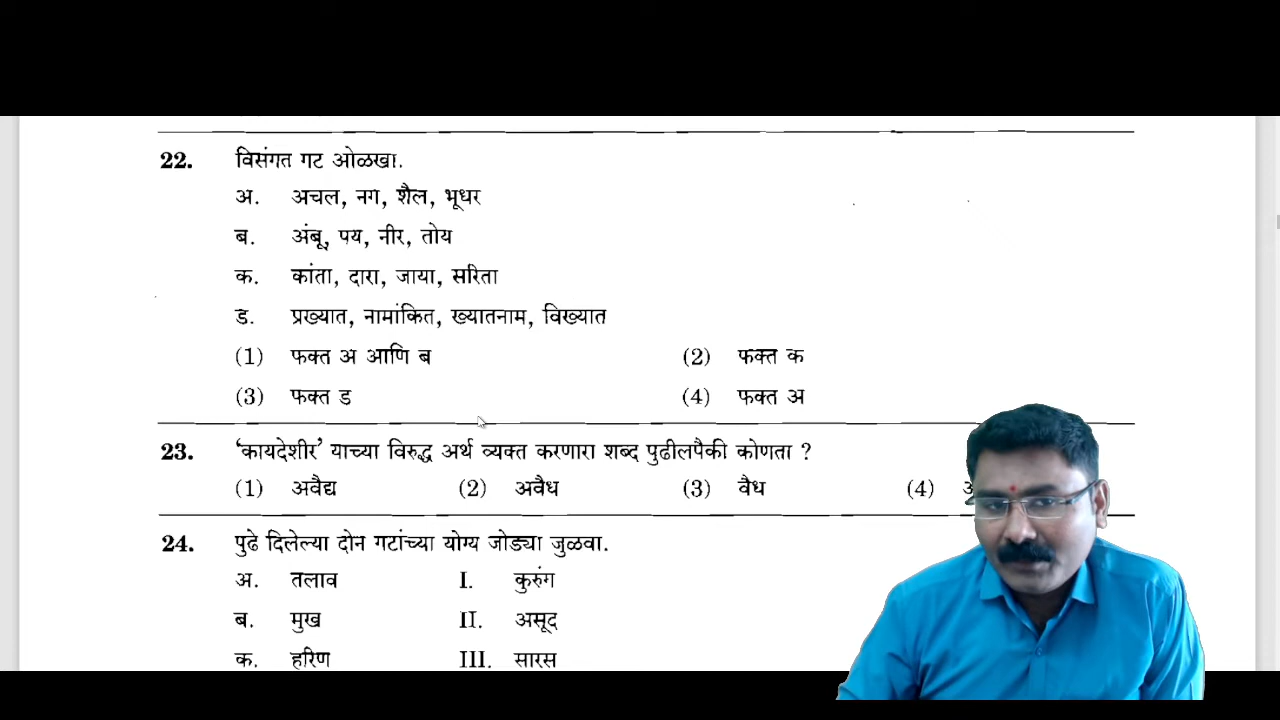 22. विसंगत गट ओळखा.
अ. अचल, नग, शैल, भूधर
ब. अंबू, पय, नीर, तोय
क. कांता, दारा, जाया, सरिता
ड. प्रख्यात, नामांकित, ख्यातनाम, विख्यात
(1) फक्त अ आणि ब (2) फक्त क
(3) फक्त ड (4) फक्त अ
23. ‘कायदेशीर’ याच्या विरुद्ध अर्थ व्यक्त करणारा शब्द पुढीलपैकी कोणता ?
(1) अवैद्य (2) अवैध (3) वैध (4)
24. पुढे दिलेल्या दोन गटांच्या योग्य जोड्या जुळवा.
अ. तलाव I. कुरुंग
ब. मुख II. असूद
क. हरिण III. सारस